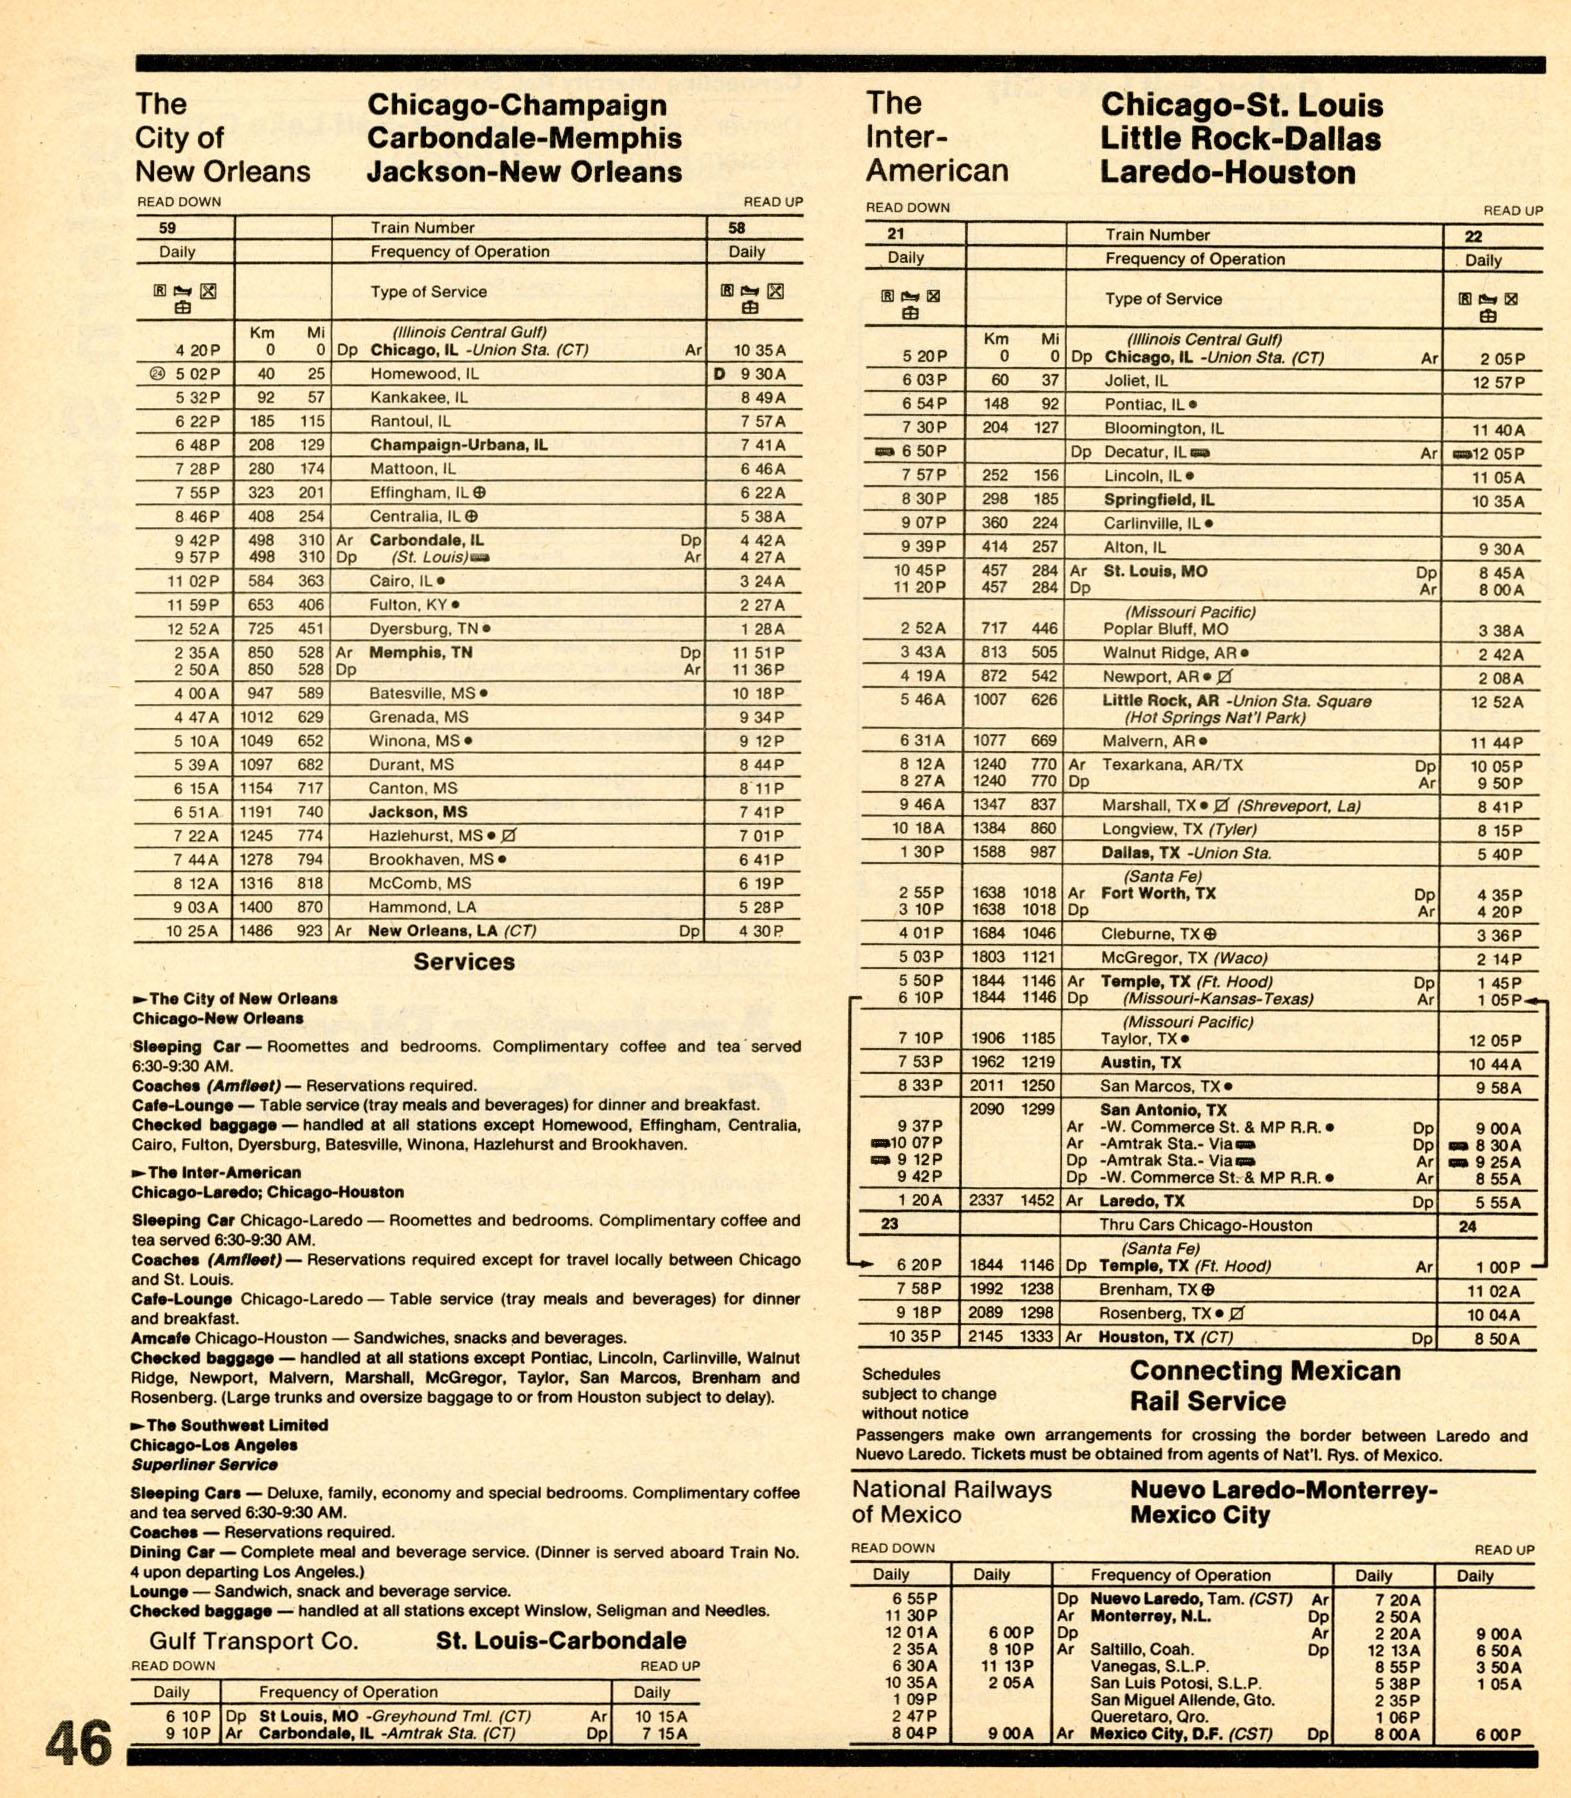 The City of New Orleans
Chicago-Champaign
Carbondale-Memphis
Jackson-New Orleans
READ DOWN READ UP
59 Train Number 58
Daily Frequency of Operation Daily
Type of Service
Km Mi (Illinois Central Gulf)
4 20P 0 0 Dp Chicago, IL -Union Sta. (CT) Ar 10 35A
24 5 02P 40 25 Homewood, IL D 9 30A
5 32P 92 57 Kankakee, IL 8 49A
6 22P 185 115 Rantoul, IL 7 57A
6 48P 208 129 Champaign-Urbana, IL 7 41A
7 28P 280 174 Mattoon, IL 6 46A
7 55P 323 201 Effingham, IL ⊕ 6 22A
8 46P 408 254 Centralia, IL ⊕ 5 38A
9 42P 498 310 Ar Carbondale, IL Dp 4 42A
9 57P 498 310 Dp (St. Louis) Ar 4 27A
11 02P 584 363 Cairo, IL ● 3 24A
11 59P 653 406 Fulton, KY ● 2 27A
12 52A 725 451 Dyersburg, TN ● 1 28A
2 35A 850 528 Ar Memphis, TN Dp 11 51P
2 50A 850 528 Dp Ar 11 36P
4 00A 947 589 Batesville, MS ● 10 18P
4 47A 1012 629 Grenada, MS 9 34P
5 10A 1049 652 Winona, MS ● 9 12P
5 39A 1097 682 Durant, MS 8 44P
6 15A 1154 717 Canton, MS 8 11P
6 51A 1191 740 Jackson, MS 7 41P
7 22A 1245 774 Hazlehurst, MS ● 7 01P
7 44A 1278 794 Brookhaven, MS ● 6 41P
8 12A 1316 818 McComb, MS 6 19P
9 03A 1400 870 Hammond, LA 5 28P
10 25A 1486 923 Ar New Orleans, LA (CT) Dp 4 30P
Services
►The City of New Orleans
Chicago-New Orleans
Sleeping Car — Roomettes and bedrooms. Complimentary coffee and tea served
6:30-9:30 AM.
Coaches (Amfleet) — Reservations required.
Cafe-Lounge — Table service (tray meals and beverages) for dinner and breakfast.
Checked baggage — handled at all stations except Homewood, Effingham, Centralia,
Cairo, Fulton, Dyersburg, Batesville, Winona, Hazlehurst and Brookhaven.
►The Inter-American
Chicago-Laredo; Chicago-Houston
Sleeping Car Chicago-Laredo — Roomettes and bedrooms. Complimentary coffee and
tea served 6:30-9:30 AM.
Coaches (Amfleet) — Reservations required except for travel locally between Chicago
and St. Louis.
Cafe-Lounge Chicago-Laredo — Table service (tray meals and beverages) for dinner
and breakfast.
Amcafe Chicago-Houston — Sandwiches, snacks and beverages.
Checked baggage — handled at all stations except Pontiac, Lincoln, Carlinville, Walnut
Ridge, Newport, Malvern, Marshall, McGregor, Taylor, San Marcos, Brenham and
Rosenberg. (Large trunks and oversize baggage to or from Houston subject to delay).
►The Southwest Limited
Chicago-Los Angeles
Superliner Service
Sleeping Cars — Deluxe, family, economy and special bedrooms. Complimentary coffee
and tea served 6:30-9:30 AM.
Coaches — Reservations required.
Dining Car — Complete meal and beverage service. (Dinner is served aboard Train No.
4 upon departing Los Angeles.)
Lounge — Sandwich, snack and beverage service.
Checked baggage — handled at all stations except Winslow, Seligman and Needles.
Gulf Transport Co. St. Louis-Carbondale
READ DOWN READ UP
Daily Frequency of Operation Daily
6 10P Dp St Louis, MO -Greyhound Tml. (CT) Ar 10 15A
9 10P Ar Carbondale, IL -Amtrak Sta. (CT) Dp 7 15A
46
The Inter-American
Chicago-St. Louis
Little Rock-Dallas
Laredo-Houston
READ DOWN READ UP
21 Train Number 22
Daily Frequency of Operation Daily
Type of Service
Km Mi (Illinois Central Gulf)
5 20P 0 0 Dp Chicago, IL -Union Sta. (CT) Ar 2 05P
6 03P 60 37 Joliet, IL 12 57P
6 54P 148 92 Pontiac, IL ●
7 30P 204 127 Bloomington, IL 11 40A
6 50P Dp Decatur, IL Ar 12 05P
7 57P 252 156 Lincoln, IL ● 11 05A
8 30P 298 185 Springfield, IL 10 35A
9 07P 360 224 Carlinville, IL ●
9 39P 414 257 Alton, IL 9 30A
10 45P 457 284 Ar St. Louis, MO Dp 8 45A
11 20P 457 284 Dp Ar 8 00A
(Missouri Pacific)
2 52A 717 446 Poplar Bluff, MO 3 38A
3 43A 813 505 Walnut Ridge, AR ● 2 42A
4 19A 872 542 Newport, AR ● 2 08A
5 46A 1007 626 Little Rock, AR -Union Sta. Square 12 52A
(Hot Springs Nat'l Park)
6 31A 1077 669 Malvern, AR ● 11 44P
8 12A 1240 770 Ar Texarkana, AR/TX Dp 10 05P
8 27A 1240 770 Dp Ar 9 50P
9 46A 1347 837 Marshall, TX ● (Shreveport, La) 8 41P
10 18A 1384 860 Longview, TX (Tyler) 8 15P
1 30P 1588 987 Dallas, TX -Union Sta. 5 40P
(Santa Fe)
2 55P 1638 1018 Ar Fort Worth, TX Dp 4 35P
3 10P 1638 1018 Dp Ar 4 20P
4 01P 1684 1046 Cleburne, TX ⊕ 3 36P
5 03P 1803 1121 McGregor, TX (Waco) 2 14P
5 50P 1844 1146 Ar Temple, TX (Ft. Hood) Dp 1 45P
6 10P 1844 1146 Dp (Missouri-Kansas-Texas) Ar 1 05P
(Missouri Pacific)
7 10P 1906 1185 Taylor, TX ● 12 05P
7 53P 1962 1219 Austin, TX 10 44A
8 33P 2011 1250 San Marcos, TX ● 9 58A
2090 1299 San Antonio, TX
9 37P Ar -W. Commerce St. & MP R.R. ● Dp 9 00A
10 07P Ar -Amtrak Sta.- Via Dp 8 30A
9 12P Dp -Amtrak Sta.- Via Ar 9 25A
9 42P Dp -W. Commerce St. & MP R.R. ● Ar 8 55A
1 20A 2337 1452 Ar Laredo, TX Dp 5 55A
23 Thru Cars Chicago-Houston 24
(Santa Fe)
6 20P 1844 1146 Dp Temple, TX (Ft. Hood) Ar 1 00P
7 58P 1992 1238 Brenham, TX ⊕ 11 02A
9 18P 2089 1298 Rosenberg, TX ● 10 04A
10 35P 2145 1333 Ar Houston, TX (CT) Dp 8 50A
Schedules
subject to change
without notice
Connecting Mexican
Rail Service
Passengers make own arrangements for crossing the border between Laredo and
Nuevo Laredo. Tickets must be obtained from agents of Nat'l. Rys. of Mexico.
National Railways of Mexico
Nuevo Laredo-Monterrey-
Mexico City
READ DOWN READ UP
Daily Daily Frequency of Operation Daily Daily
6 55P Dp Nuevo Laredo, Tam. (CST) Ar 7 20A
11 30P Ar Monterrey, N.L. Dp 2 50A
12 01A 6 00P Dp Ar 2 20A 9 00A
2 35A 8 10P Ar Saltillo, Coah. Dp 12 13A 6 50A
6 30A 11 13P Vanegas, S.L.P. 8 55P 3 50A
10 35A 2 05A San Luis Potosi, S.L.P. 5 38P 1 05A
1 09P San Miguel Allende, Gto. 2 35P
2 47P Queretaro, Qro. 1 06P
8 04P 9 00A Ar Mexico City, D.F. (CST) Dp 8 00A 6 00P